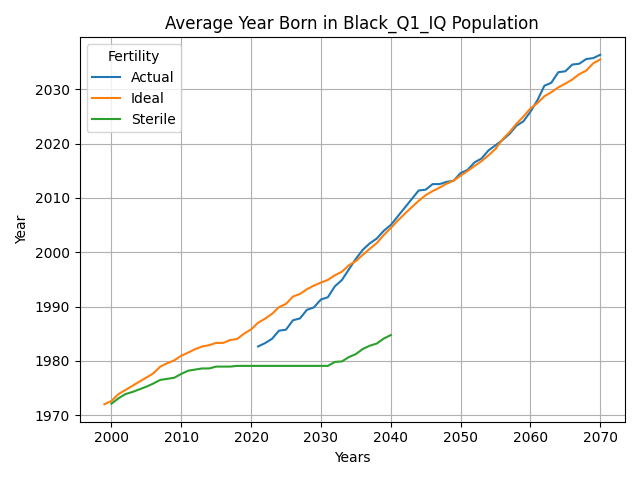 Average Year Born in Black_Q1_IQ Population
Fertility
Actual
Ideal
Sterile
Year
2030
2020
2010
2000
1990
1980
1970
2000 2010 2020 2030 2040 2050 2060 2070
Years